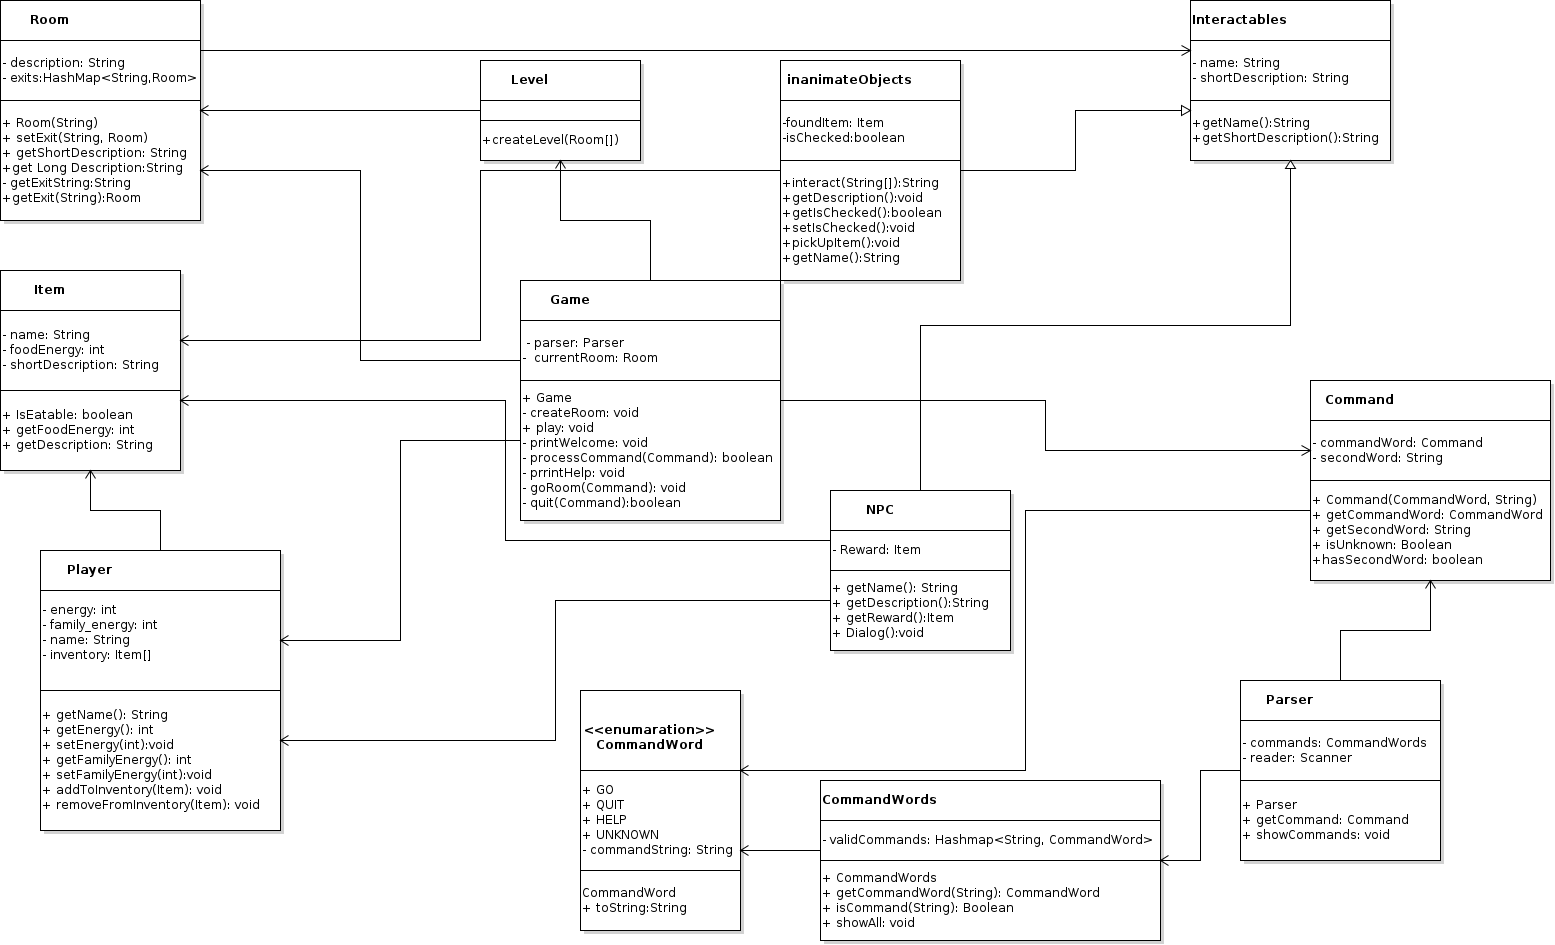 Room
- description: String
- exits:HashMap<String,Room>
+ Room(String)
+ setExit(String, Room)
+ getShortDescription: String
+get Long Description:String
- getExitString:String
+getExit(String):Room
Level
+createLevel(Room[])
inanimateObjects
-foundItem: Item
-isChecked:boolean
+interact(String[]):String
+getDescription():void
+getIsChecked():boolean
+setIsChecked():void
+pickUpItem():void
+getName():String
Interactables
- name: String
- shortDescription: String
+getName():String
+getShortDescription():String
Item
- name: String
- foodEnergy: int
- shortDescription: String
+ IsEatable: boolean
+ getFoodEnergy: int
+ getDescription: String
Game
- parser: Parser
- currentRoom: Room
+ Game
- createRoom: void
+ play: void
- printWelcome: void
- processCommand(Command): boolean
- prrintHelp: void
- goRoom(Command): void
- quit(Command):boolean
Command
- commandWord: Command
- secondWord: String
+ Command(CommandWord, String)
+ getCommandWord: CommandWord
+ getSecondWord: String
+ isUnknown: Boolean
+hasSecondWord: boolean
NPC
- Reward: Item
+ getName(): String
+ getDescription():String
+ getReward():Item
+ Dialog():void
Player
- energy: int
- family_energy: int
- name: String
- inventory: Item[]
+ getName(): String
+ getEnergy(): int
+ setEnergy(int):void
+ getFamilyEnergy(): int
+ setFamilyEnergy(int):void
+ addToInventory(Item): void
+ removeFromInventory(Item): void
<<enumaration>>
CommandWord
+ GO
+ QUIT
+ HELP
+ UNKNOWN
- commandString: String
CommandWord
+ toString:String
CommandWords
- validCommands: Hashmap<String, CommandWord>
+ CommandWords
+ getCommandWord(String): CommandWord
+ isCommand(String): Boolean
+ showAll: void
Parser
- commands: CommandWords
- reader: Scanner
+ Parser
+ getCommand: Command
+ showCommands: void